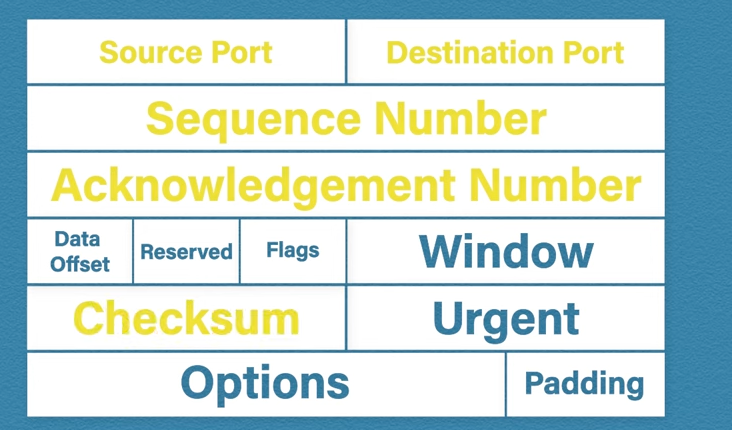 Source Port
Destination Port
Sequence Number
Acknowledgement Number
Data
Offset
Reserved
Flags
Window
Checksum
Urgent
Options
Padding